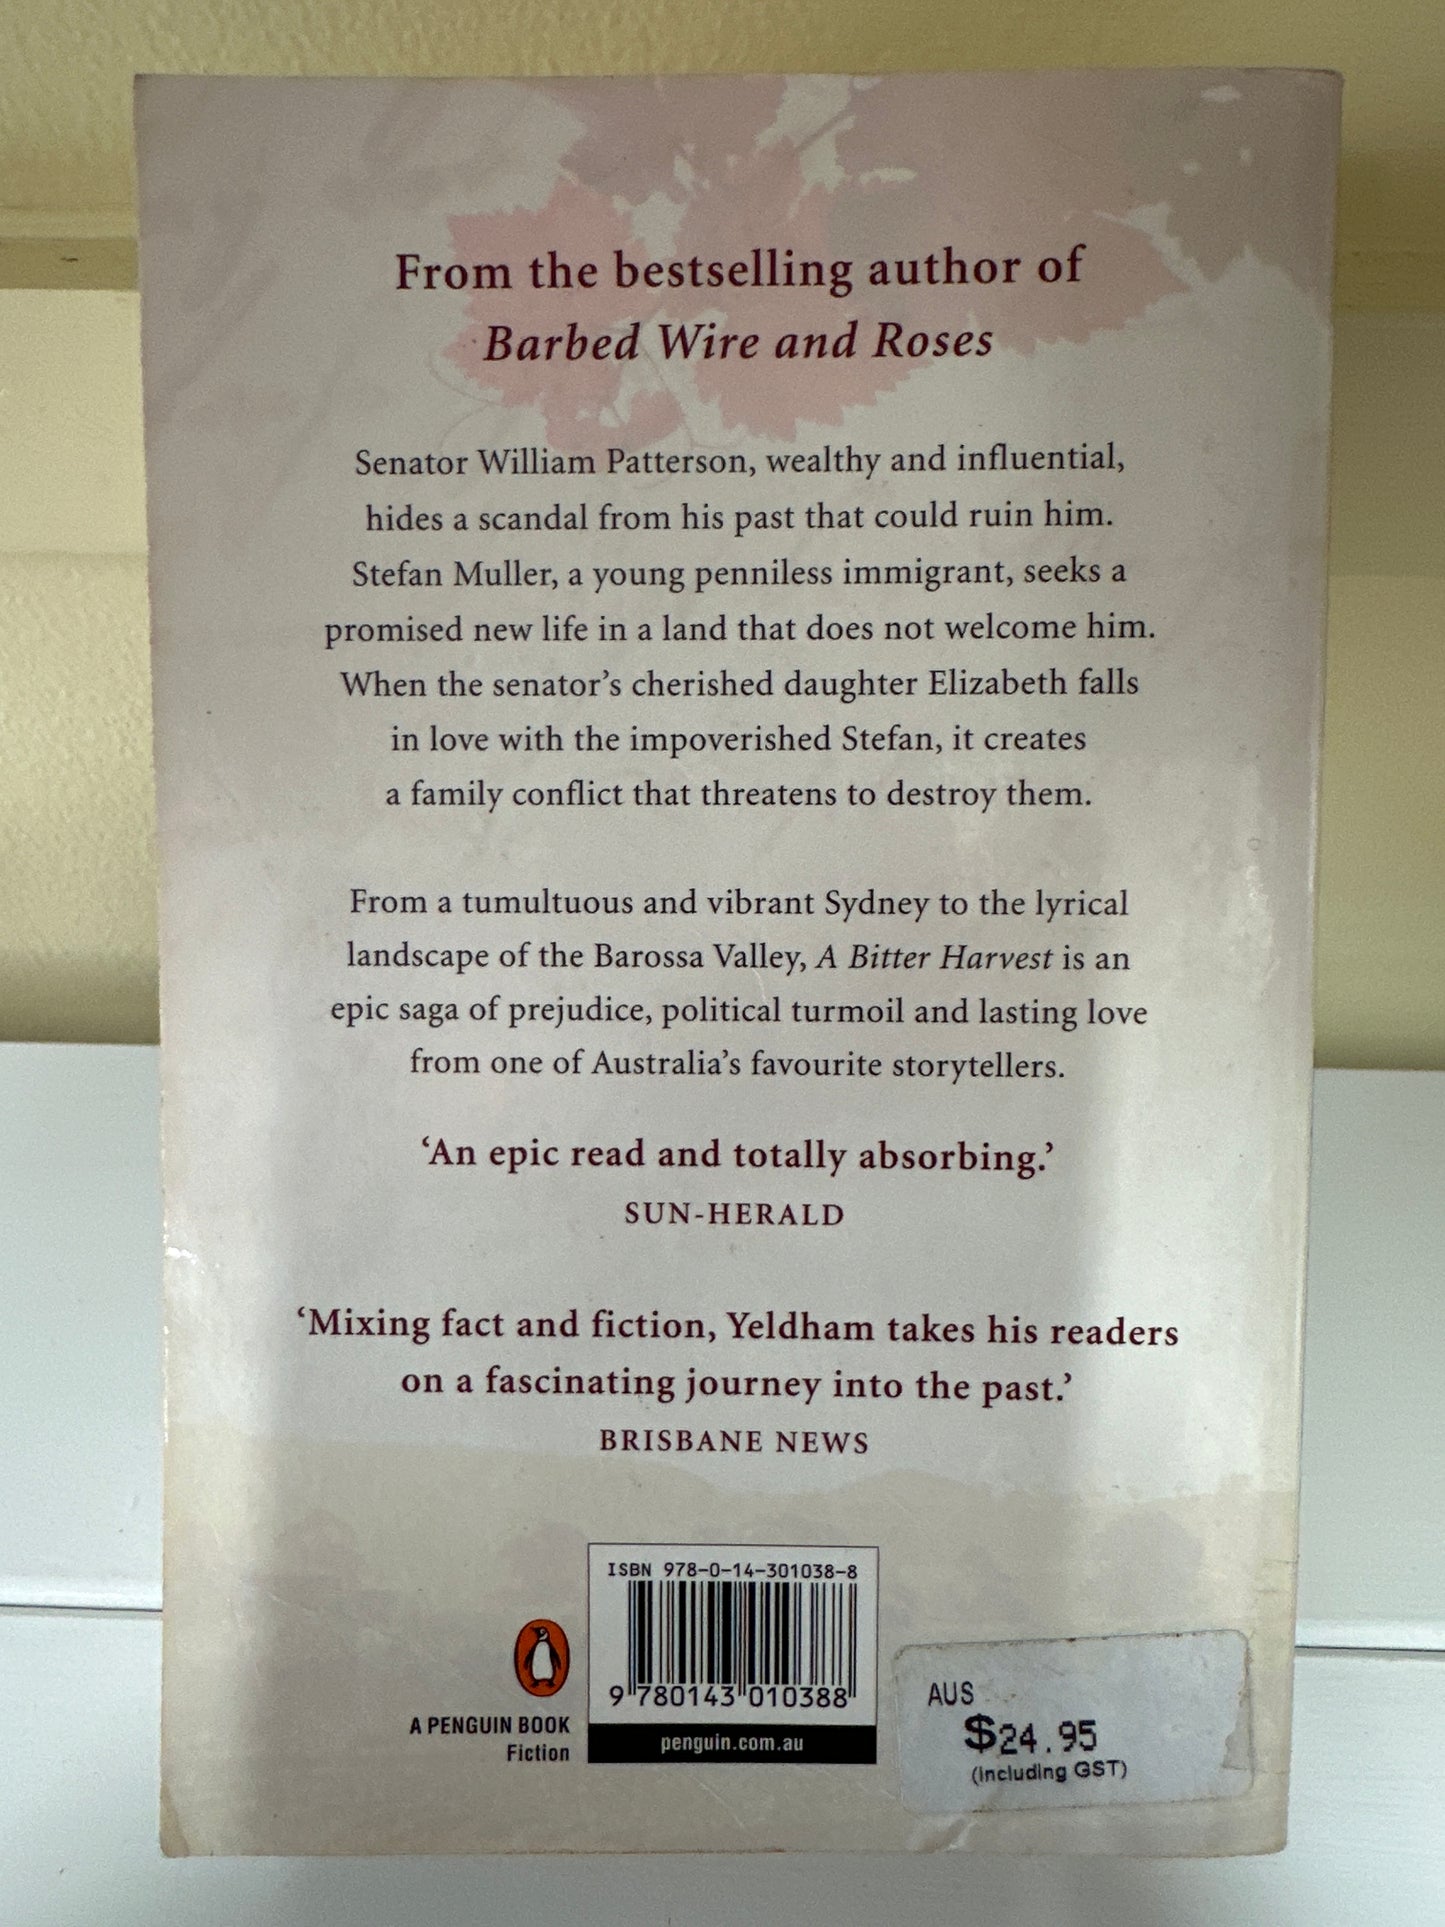 From the bestselling author of
Barbed Wire and Roses
Senator William Patterson, wealthy and influential,
hides a scandal from his past that could ruin him.
Stefan Muller, a young penniless immigrant, seeks a
promised new life in a land that does not welcome him.
When the senator’s cherished daughter Elizabeth falls
in love with the impoverished Stefan, it creates
a family conflict that threatens to destroy them.
From a tumultuous and vibrant Sydney to the lyrical
landscape of the Barossa Valley, A Bitter Harvest is an
epic saga of prejudice, political turmoil and lasting love
from one of Australia’s favourite storytellers.
‘An epic read and totally absorbing.’
SUN-HERALD
‘Mixing fact and fiction, Yeldham takes his readers
on a fascinating journey into the past.’
BRISBANE NEWS
ISBN 978-0-14-301038-8
9 780143 010388
penguin.com.au
A PENGUIN BOOK
Fiction
AUS
$24.95
(including GST)